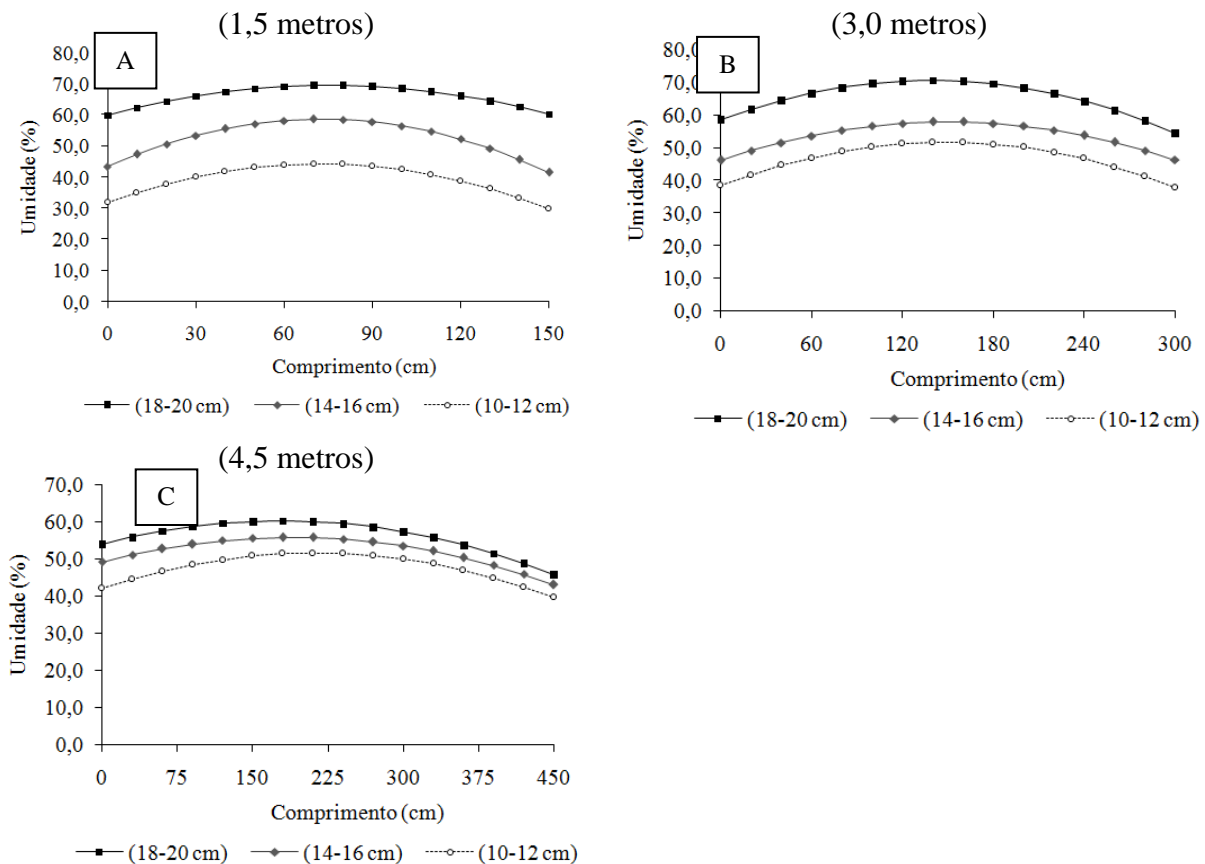 (1,5 metros)
A
80,0
70,0
60,0
50,0
40,0
30,0
20,0
10,0
0,0
Umidade (%)
0 30 60 90 120 150
Comprimento (cm)
(18-20 cm) (14-16 cm) (10-12 cm)
(3,0 metros)
B
80,0
70,0
60,0
50,0
40,0
30,0
20,0
10,0
0,0
Umidade (%)
0 60 120 180 240 300
Comprimento (cm)
(18-20 cm) (14-16 cm) (10-12 cm)
(4,5 metros)
C
70,0
60,0
50,0
40,0
30,0
20,0
10,0
0,0
Umidade (%)
0 75 150 225 300 375 450
Comprimento (cm)
(18-20 cm) (14-16 cm) (10-12 cm)